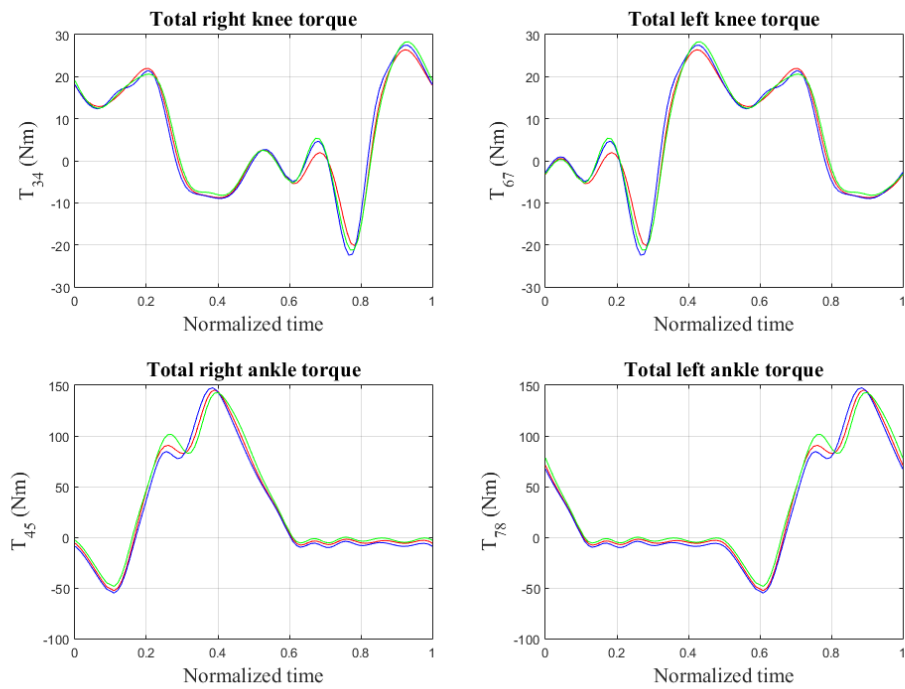 Total right knee torque
30
20
10
0
-10
-20
-30
T34 (Nm)
0 0.2 0.4 0.6 0.8 1
Normalized time
Total left knee torque
30
20
10
0
-10
-20
-30
T67 (Nm)
0 0.2 0.4 0.6 0.8 1
Normalized time
Total right ankle torque
150
100
50
0
-50
-100
T45 (Nm)
0 0.2 0.4 0.6 0.8 1
Normalized time
Total left ankle torque
150
100
50
0
-50
-100
T78 (Nm)
0 0.2 0.4 0.6 0.8 1
Normalized time